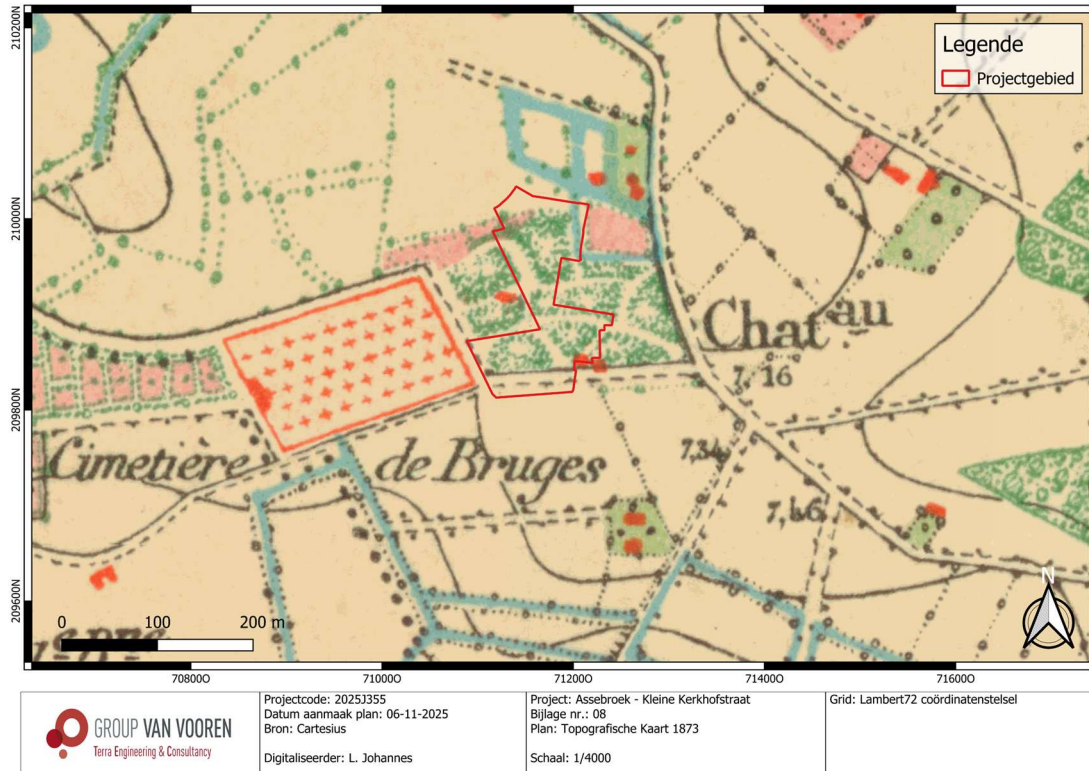 Legende
Projectgebied
210200N
210000N
209800N
209600N
Chatau
7, 16
Cimetière de Bruges
7,34
7,46
N
0 100 200 m
708000 710000 712000 714000 716000
GROUP VAN VOOREN
Terra Engineering & Consultancy
Projectcode: 2025J355
Datum aanmaak plan: 06-11-2025
Bron: Cartesius
Digitaliseerder: L. Johannes
Project: Assebroek - Kleine Kerkhofstraat
Bijlage nr.: 08
Plan: Topografische Kaart 1873
Schaal: 1/4000
Grid: Lambert72 coördinatenstelsel